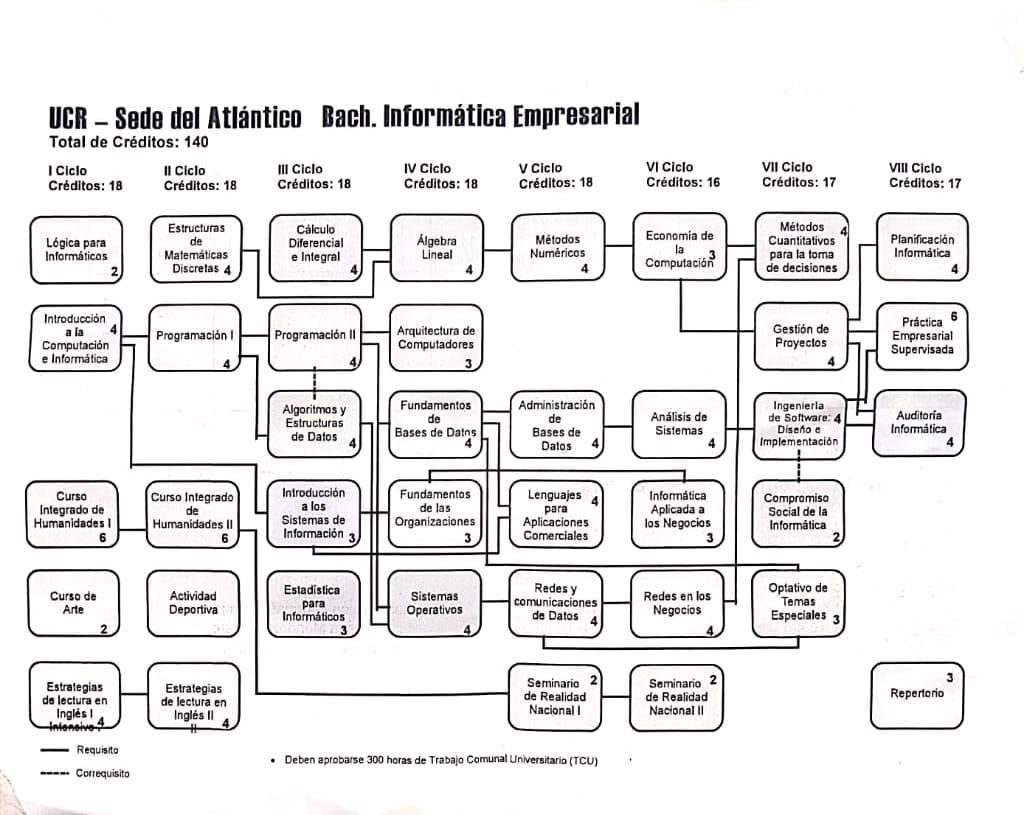 UCR – Sede del Atlántico Bach. Informática Empresarial
Total de Créditos: 140
I Ciclo
Créditos: 18
II Ciclo
Créditos: 18
III Ciclo
Créditos: 18
IV Ciclo
Créditos: 18
V Ciclo
Créditos: 18
VI Ciclo
Créditos: 16
VII Ciclo
Créditos: 17
VIII Ciclo
Créditos: 17
Lógica para
Informáticos
2
Estructuras
de
Matemáticas
Discretas 4
Cálculo
Diferencial
e Integral
4
Álgebra
Lineal
4
Métodos
Numéricos
4
Economía de
la
Computación
3
Métodos
Cuantitativos
para la toma
de decisiones
4
Planificación
Informática
4
Introducción
a la
Computación
e Informática
4
Programación I
4
Programación II
4
Arquitectura de
Computadores
3
Gestión de
Proyectos
4
Práctica
Empresarial
Supervisada
6
Algoritmos y
Estructuras
de Datos
4
Fundamentos
de
Bases de Datos
4
Administración
de
Bases de
Datos
4
Análisis de
Sistemas
4
Ingeniería
de Software:
Diseño e
Implementación
4
Auditoría
Informática
4
Curso
Integrado de
Humanidades I
6
Curso Integrado
de
Humanidades II
6
Introducción
a los
Sistemas de
Información
3
Fundamentos
de las
Organizaciones
3
Lenguajes
para
Aplicaciones
Comerciales
4
Informática
Aplicada a
los Negocios
3
Compromiso
Social de la
Informática
2
Curso de
Arte
2
Actividad
Deportiva
Estadística
para
Informáticos
3
Sistemas
Operativos
4
Redes y
comunicaciones
de Datos
4
Redes en los
Negocios
4
Optativo de
Temas
Especiales
3
Estrategias
de lectura en
Inglés I
Intensivo
4
Estrategias
de lectura en
Inglés II
II
4
Seminario
de Realidad
Nacional I
2
Seminario
de Realidad
Nacional II
2
Repertorio
3
Requisito
Correquisito
• Deben aprobarse 300 horas de Trabajo Comunal Universitario (TCU)